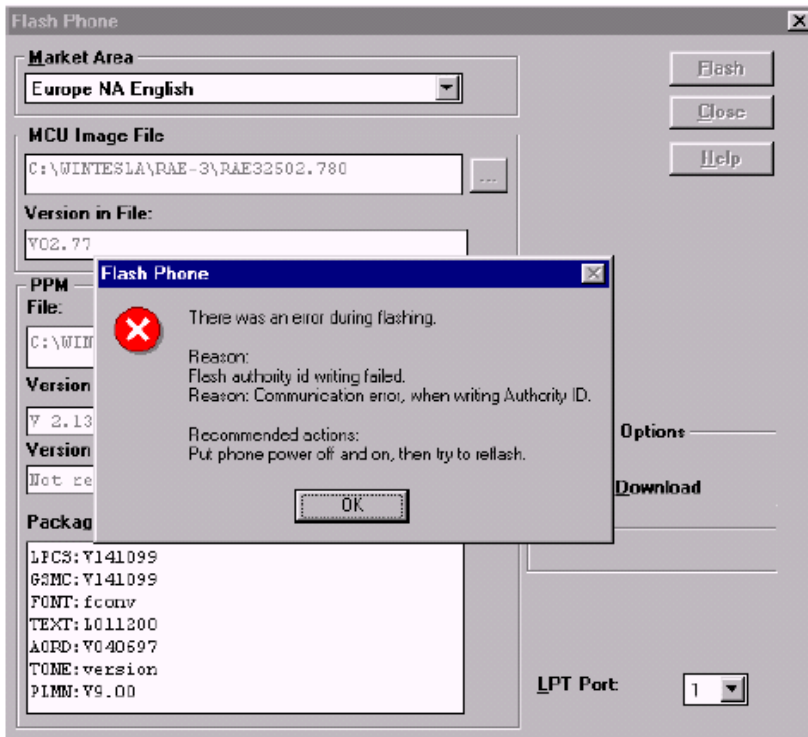 Flash Phone
Market Area
Europe NA English
Flash
Close
Help
MCU Image File
C:\WINTESLA\RAE-3\RAE32502.780
...
Version in File:
V02.77
PPM
File:
C:\WIN
Version
V 2.13
Version
Not re
Packag
LPCS:V141099
GSMC:V141099
FONT:fconv
TEXT:L011200
AORD:V040697
TONE:version
PLMN:V9.00
Flash Phone
There was an error during flashing.
Reason:
Flash authority id writing failed.
Reason: Communication error, when writing Authority ID.
Recommended actions:
Put phone power off and on, then try to reflash.
OK
Options
Download
LPT Port:
1